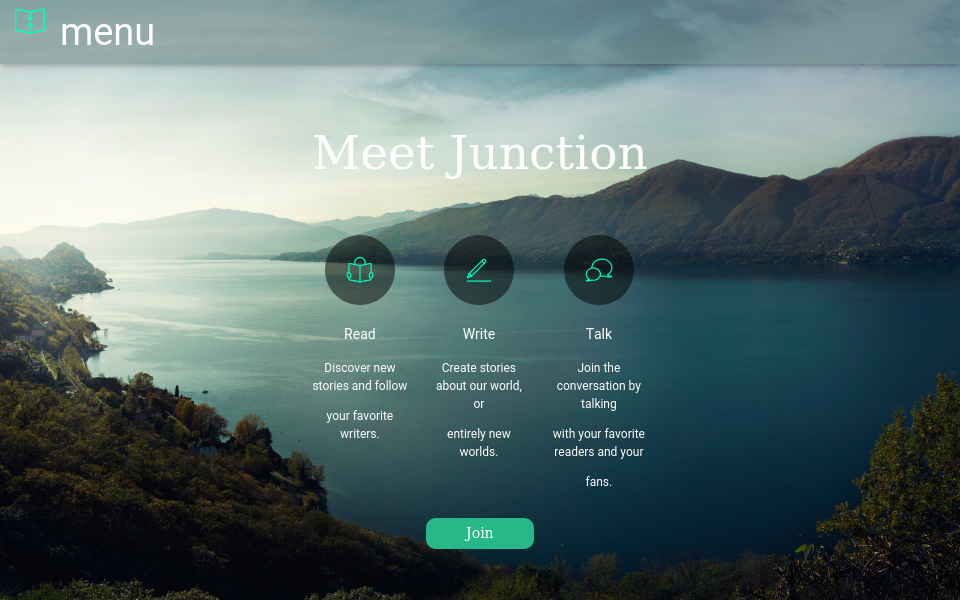 menu
Meet Junction
Read
Discover new
stories and follow
your favorite
writers.
Write
Create stories
about our world,
or
entirely new
worlds.
Talk
Join the
conversation by
talking
with your favorite
readers and your
fans.
Join